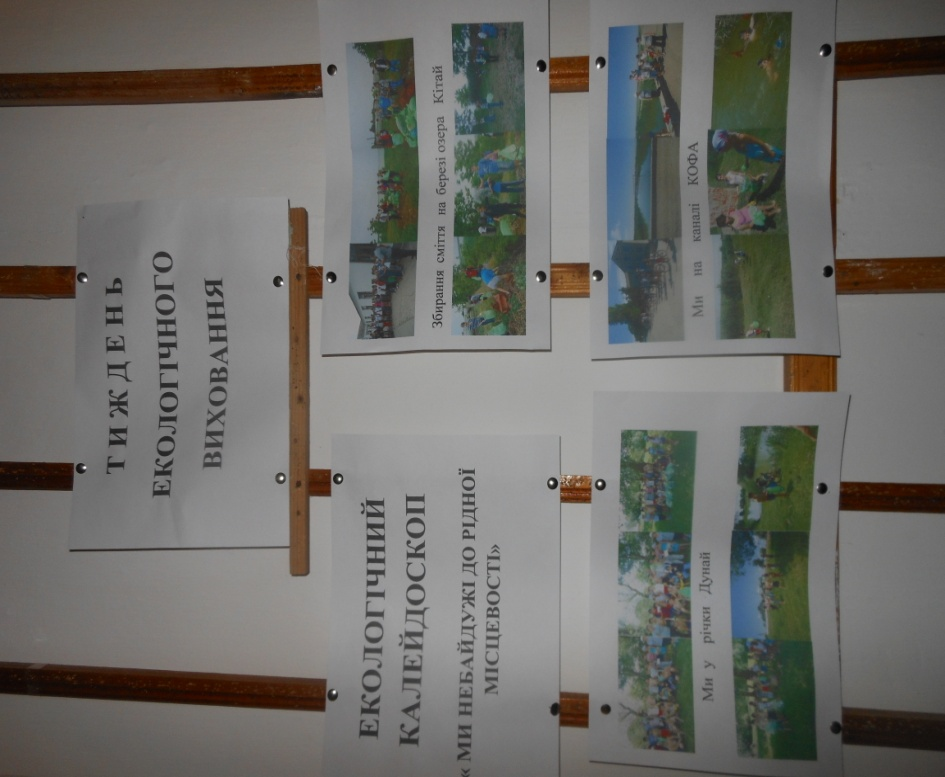 ТИЖДЕНЬ
ЕКОЛОГІЧНОГО
ВИХОВАННЯ
ЕКОЛОГІЧНИЙ
КАЛЕЙДОСКОП
« МИ НЕБАЙДУЖІ ДО РІДНОЇ
МІСЦЕВОСТІ»
Збирання сміття на березі озера Кітай
Ми у річки Дунай
Ми на каналі КОФА